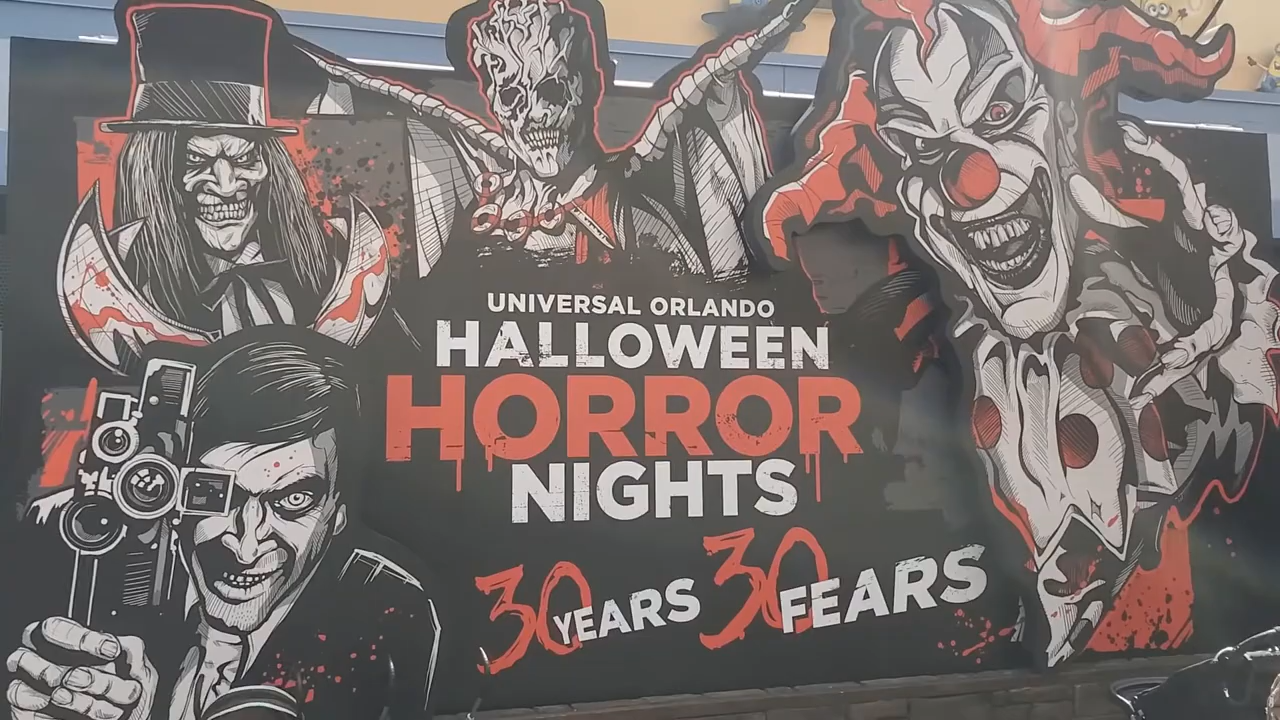 UNIVERSAL ORLANDO
HALLOWEEN
HORROR
NIGHTS
30 YEARS 30 FEARS